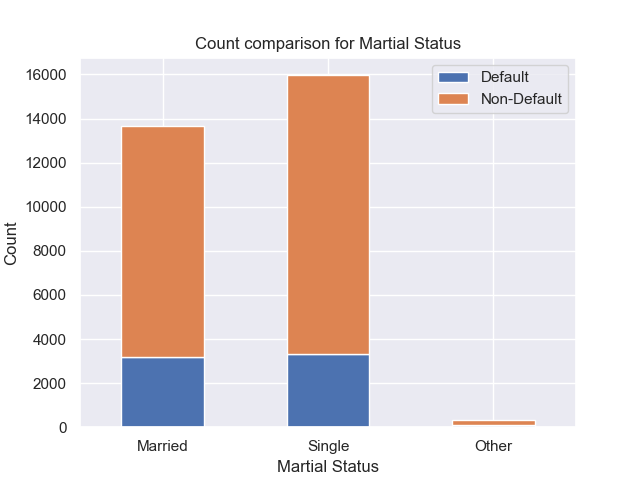 Count comparison for Martial Status
Default
Non-Default
16000
14000
12000
10000
8000
6000
4000
2000
0
Count
Married
Single
Other
Martial Status